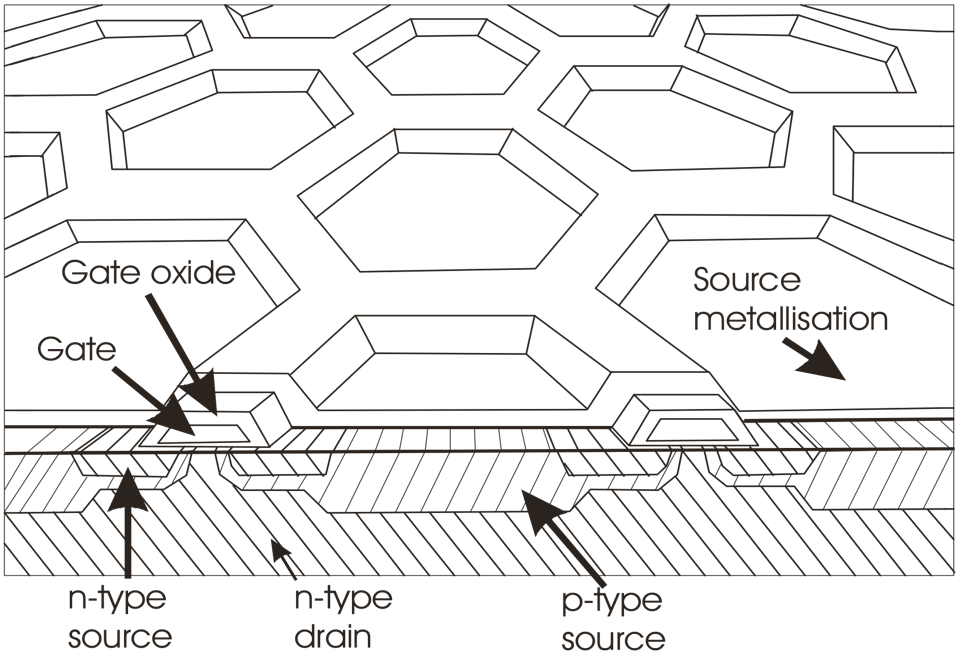 Gate oxide
Gate
Source
metallisation
n-type
source
n-type
drain
p-type
source